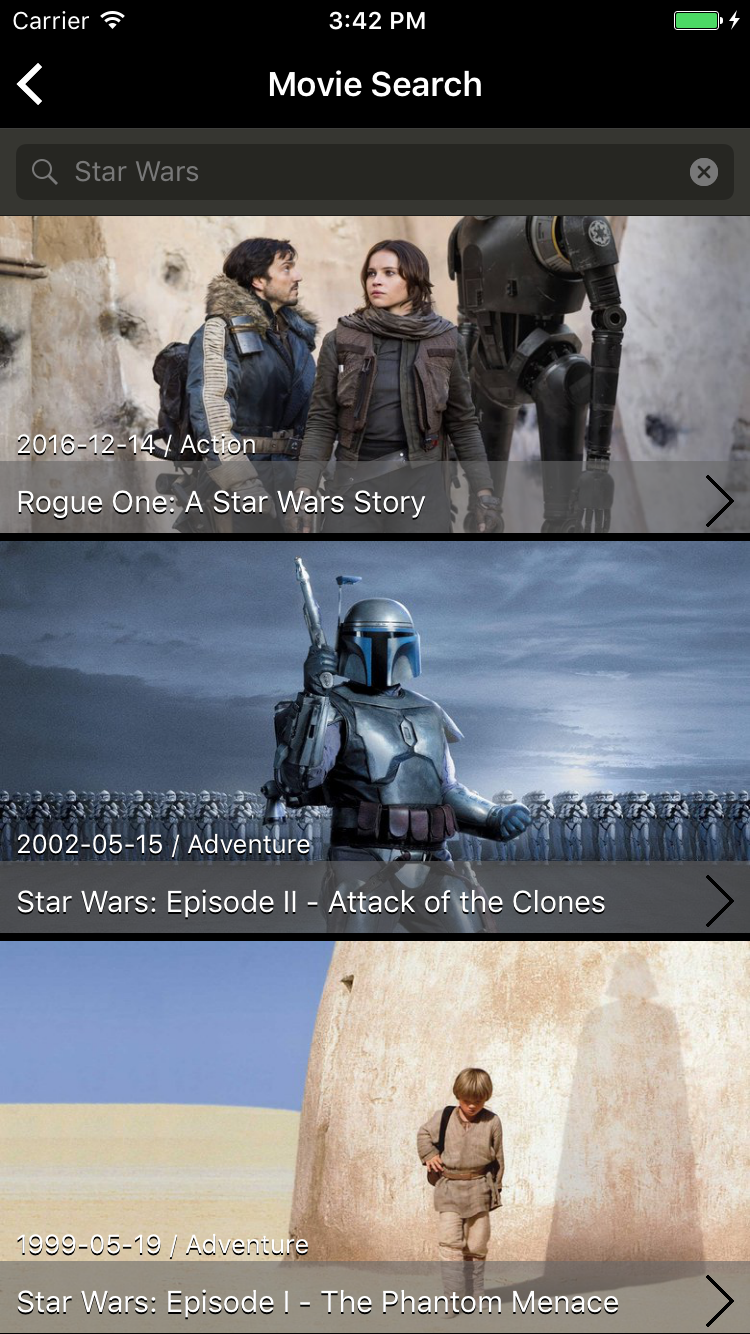 Carrier 3:42 PM
Movie Search
Star Wars
2016-12-14 / Action
Rogue One: A Star Wars Story
2002-05-15 / Adventure
Star Wars: Episode II - Attack of the Clones
1999-05-19 / Adventure
Star Wars: Episode I - The Phantom Menace